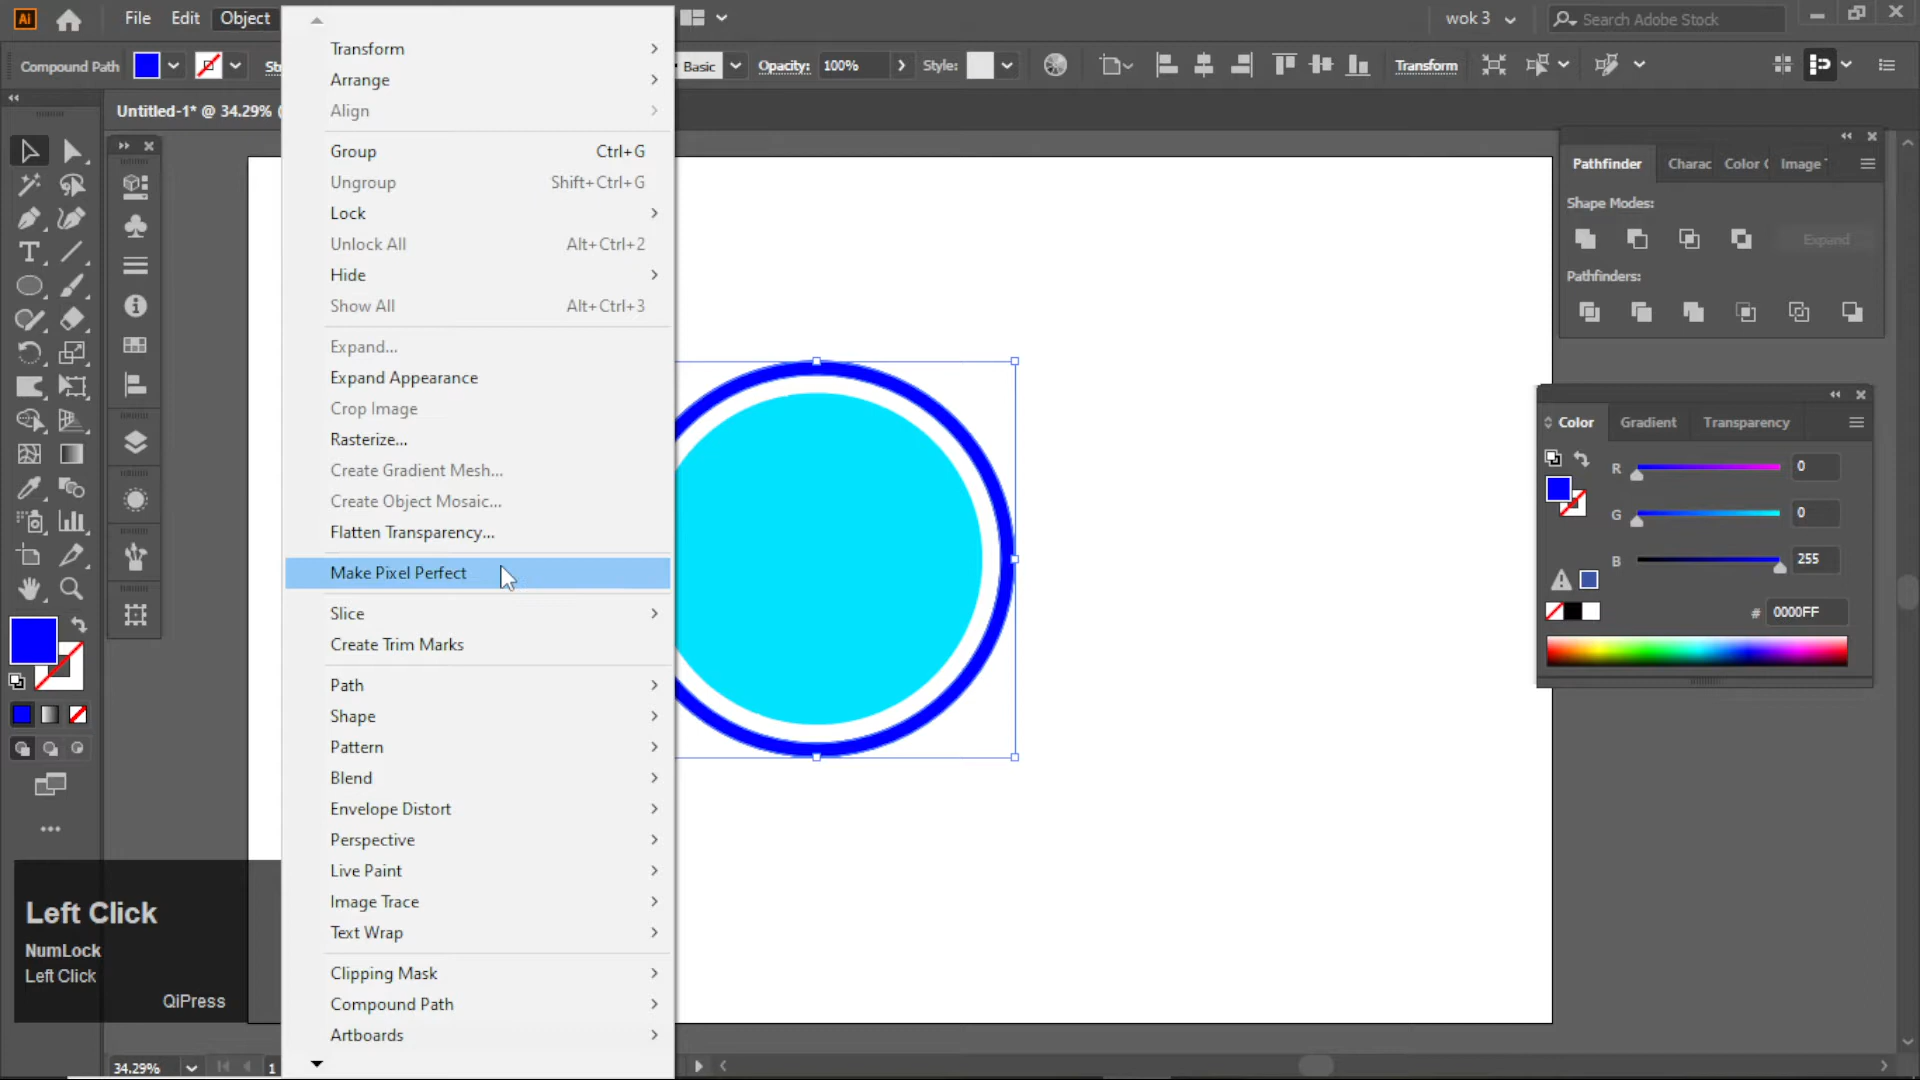 Ai File Edit Object wok 3 Search Adobe Stock
Compound Path Basic Opacity: 100% Style: Transform
Untitled-1* @ 34.29%
Transform
Arrange
Align
Group Ctrl+G
Ungroup Shift+Ctrl+G
Lock
Unlock All Alt+Ctrl+2
Hide
Show All Alt+Ctrl+3
Expand...
Expand Appearance
Crop Image
Rasterize...
Create Gradient Mesh...
Create Object Mosaic...
Flatten Transparency...
Make Pixel Perfect
Slice
Create Trim Marks
Path
Shape
Pattern
Blend
Envelope Distort
Perspective
Live Paint
Image Trace
Text Wrap
Clipping Mask
Compound Path
Artboards
Pathfinder Charac Color Image
Shape Modes:
Expand
Pathfinders:
Color Gradient Transparency
R 0
G 0
B 255
# 0000FF
Left Click
NumLock
Left Click
QiPress
34.29% 1